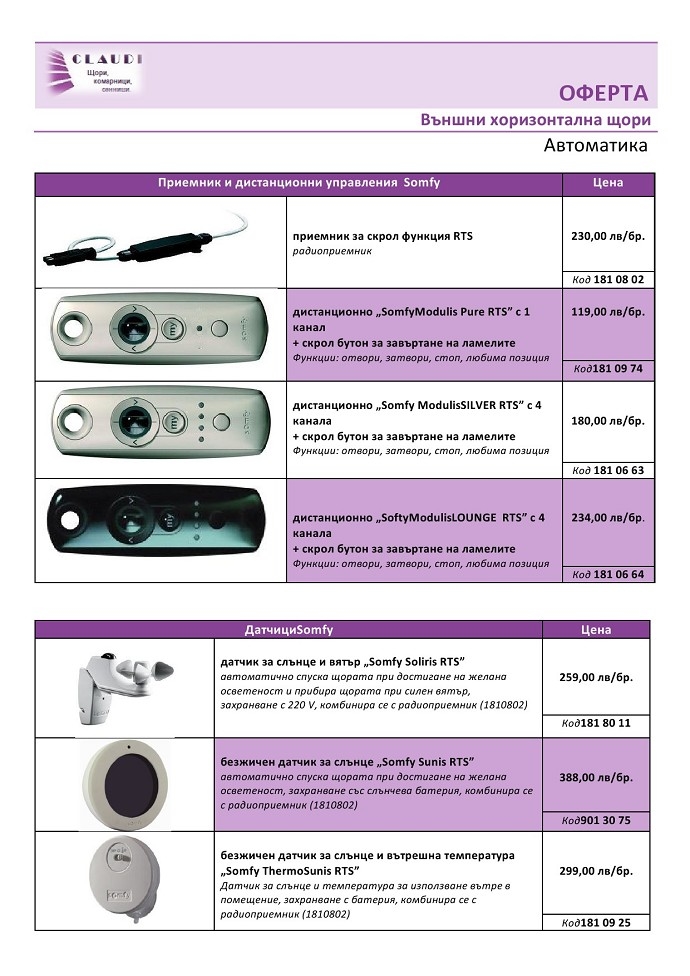 CLAUDI
Щори,
комарници,
сенници.
ОФЕРТА
Външни хоризонтална щори
Автоматика
Приемник и дистанционни управления Somfy
Цена
приемник за скрол функция RTS
радиоприемник
230,00 лв/бр.
Код 181 08 02
дистанционно „SomfyModulis Pure RTS” с 1
канал
+ скрол бутон за завъртане на ламелите
Функции: отвори, затвори, стоп, любима позиция
119,00 лв/бр.
Код181 09 74
my
somfy
дистанционно „Somfy ModulisSILVER RTS” с 4
канала
+ скрол бутон за завъртане на ламелите
Функции: отвори, затвори, стоп, любима позиция
180,00 лв/бр.
Код 181 06 63
my
somfy
дистанционно „SoftyModulisLOUNGE RTS” с 4
канала
+ скрол бутон за завъртане на ламелите
Функции: отвори, затвори, стоп, любима позиция
234,00 лв/бр.
Код 181 06 64
my
ДатчициSomfy
Цена
датчик за слънце и вятър „Somfy Soliris RTS”
автоматично спуска щората при достигане на желана
осветеност и прибира щората при силен вятър,
захранване с 220 V, комбинира се с радиоприемник (1810802)
259,00 лв/бр.
Код181 80 11
безжичен датчик за слънце „Somfy Sunis RTS”
автоматично спуска щората при достигане на желана
осветеност, захранване със слънчева батерия, комбинира се
с радиоприемник (1810802)
388,00 лв/бр.
Код901 30 75
безжичен датчик за слънце и вътрешна температура
„Somfy ThermoSunis RTS”
Датчик за слънце и температура за използване вътре в
помещение, захранване с батерия, комбинира се с
радиоприемник (1810802)
299,00 лв/бр.
Код181 09 25
somfy